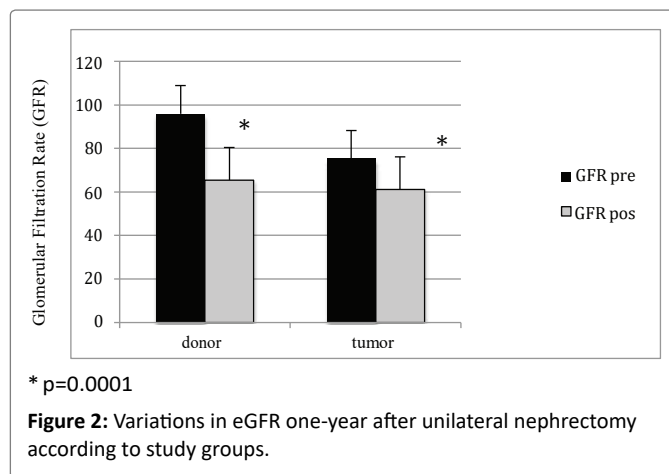 Glomerular Filtration Rate (GFR)
120
100
80
60
40
20
0
*
*
donor
tumor
GFR pre
GFR pos
* p=0.0001
Figure 2: Variations in eGFR one-year after unilateral nephrectomy
according to study groups.